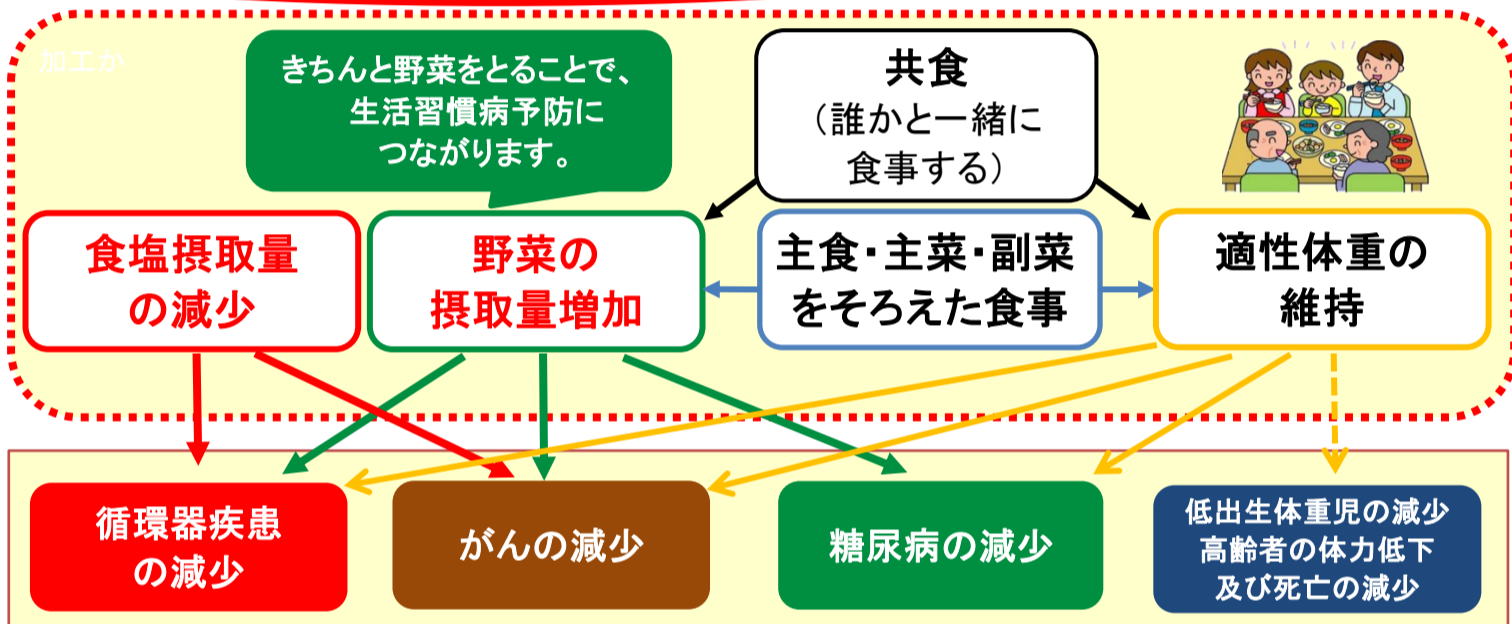 加工か
きちんと野菜をとることで、
生活習慣病予防に
つながります。
共食
（誰かと一緒に
食事する）
食塩摂取量
の減少
野菜の
摂取量増加
主食・主菜・副菜
をそろえた食事
適性体重の
維持
循環器疾患
の減少
がんの減少
糖尿病の減少
低出生体重児の減少
高齢者の体力低下
及び死亡の減少